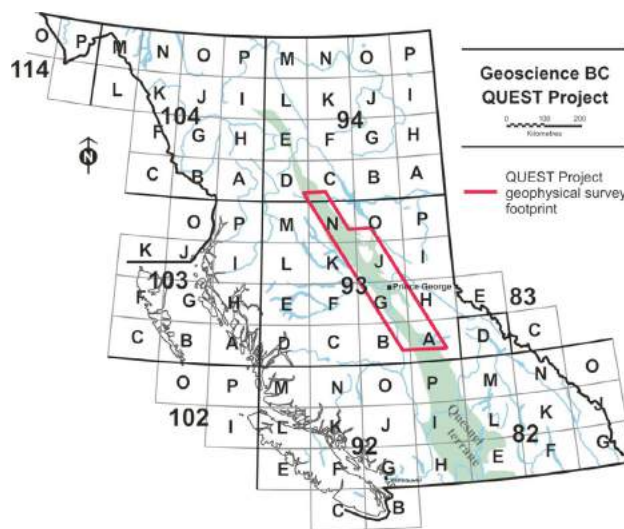 O P M N O P M N O P
114
L K J I L K J I
104
94
F G H E F G H
N
C B A D C B A
O P M N O P
K J I L K J I
103
93
Prince George
F G H E F G H E
83
C B A D C B A D C
O P M N O P M N O
102
I L K J I L K J
92
82
Quesnel
terrane
E F G H E F G
C B
Geoscience BC
QUEST Project
0 50 100 200
Kilometres
QUEST Project
geophysical survey
footprint